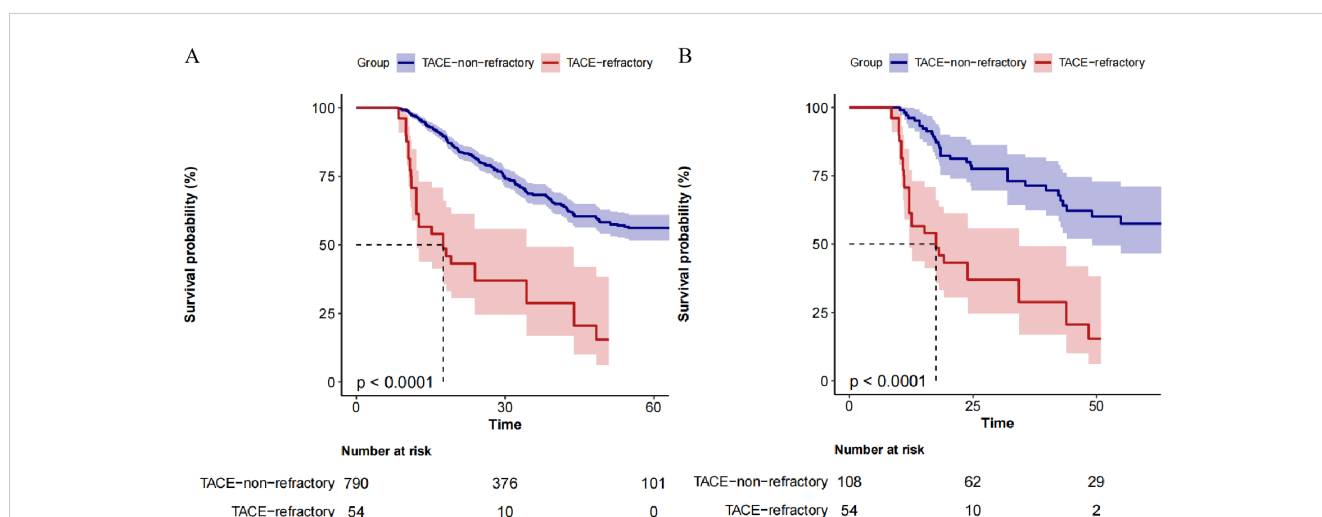 A
Group TACE-non-refractory TACE-refractory
Survival probability (%)
100
75
50
25
0
p < 0.0001
0 30 60
Time
Number at risk
TACE-non-refractory 790 376 101
TACE-refractory 54 10 0
B
Group TACE-non-refractory TACE-refractory
Survival probability (%)
100
75
50
25
0
p < 0.0001
0 25 50
Time
Number at risk
TACE-non-refractory 108 62 29
TACE-refractory 54 10 2